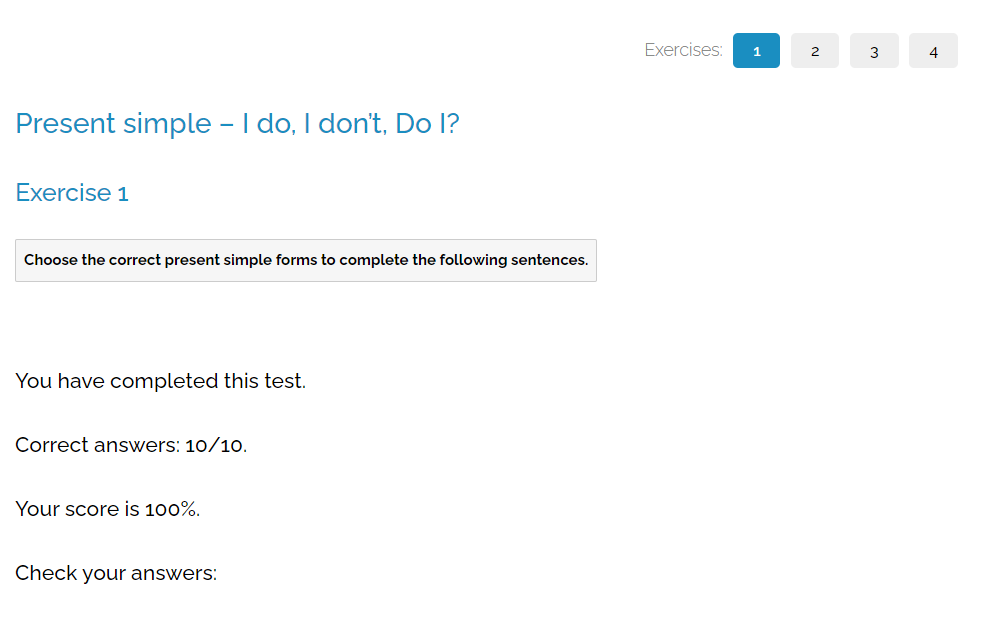 Exercises: 1 2 3 4
Present simple – I do, I don't, Do I?
Exercise 1
Choose the correct present simple forms to complete the following sentences.
You have completed this test.
Correct answers: 10/10.
Your score is 100%.
Check your answers: